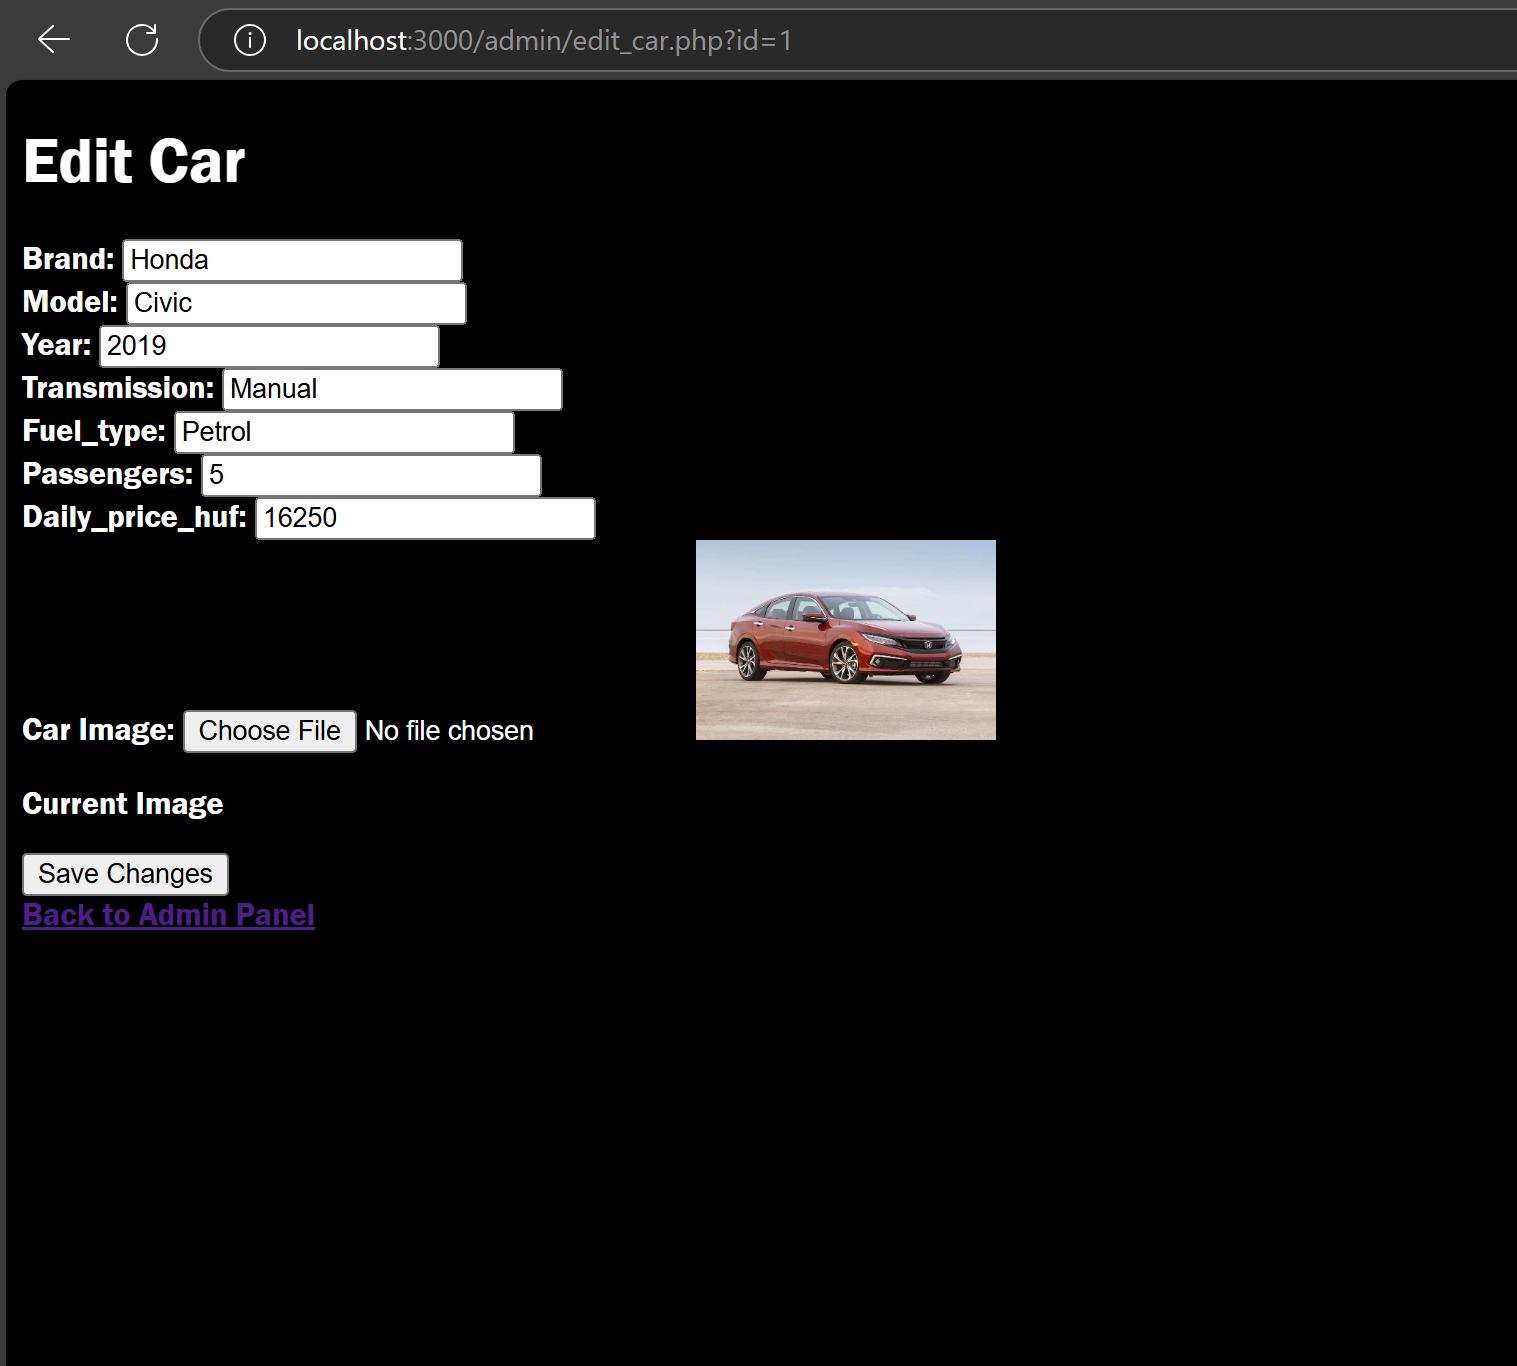 localhost:3000/admin/edit_car.php?id=1
Edit Car
Brand: Honda
Model: Civic
Year: 2019
Transmission: Manual
Fuel_type: Petrol
Passengers: 5
Daily_price_huf: 16250
Car Image: Choose File No file chosen
Current Image
Save Changes
Back to Admin Panel